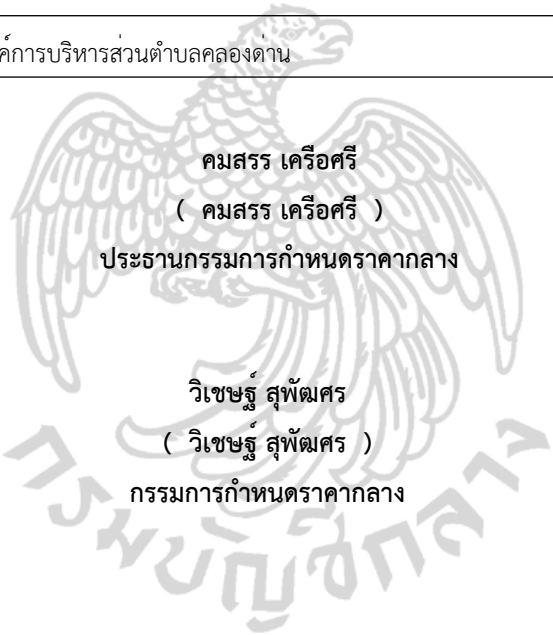 ค์การบริหารส่วนตำบลคลองด่าน
คมสรร เครือศรี
( คมสรร เครือศรี )
ประธานกรรมการกำหนดราคากลาง
วิเชษฐ์ สุพัฒศร
( วิเชษฐ์ สุพัฒศร )
กรรมการกำหนดราคากลาง
กรมบัญชีกลาง